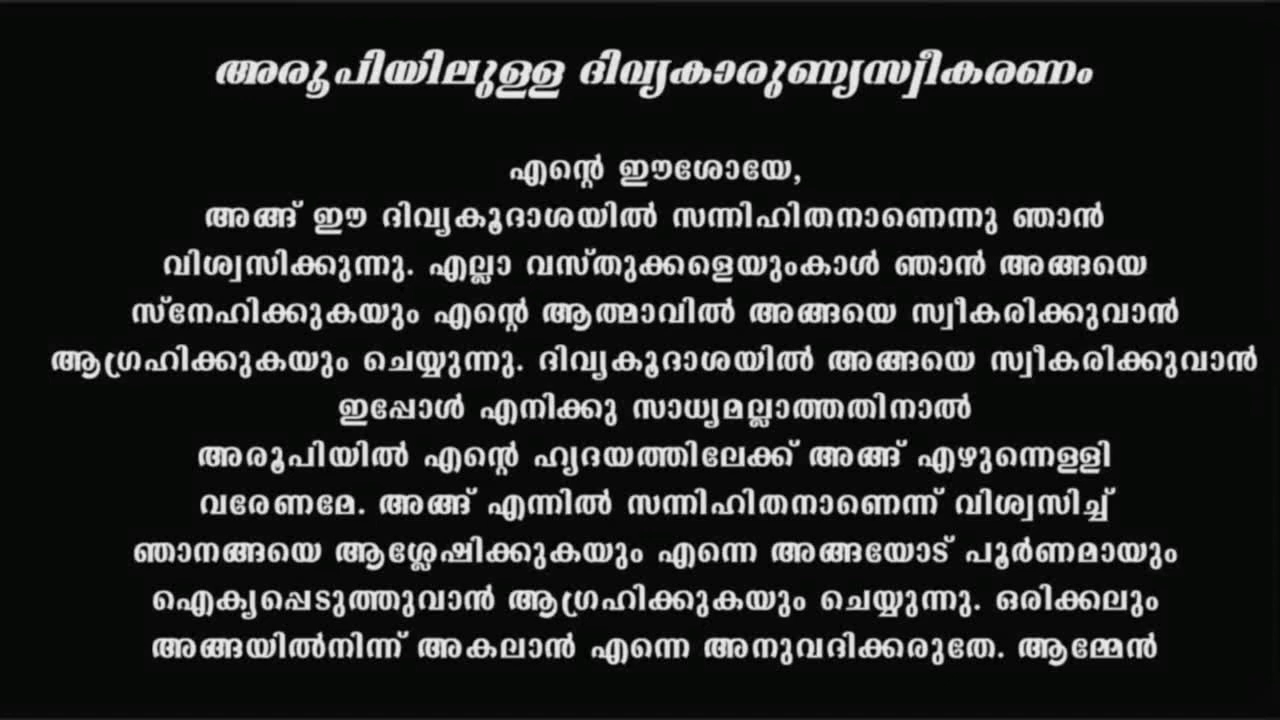 അരൂപിയിലുള്ള ദിവ്യകാരുണ്യസ്വീകരണം
എന്റെ ഈശോയേ,
അങ്ങ് ഈ ദിവ്യകൂദാശയിൽ സന്നിഹിതനാണെന്നു ഞാൻ
വിശ്വസിക്കുന്നു. എല്ലാ വസ്തുക്കളെയുംകാൾ ഞാൻ അങ്ങയെ
സ്നേഹിക്കുകയും എന്റെ ആത്മാവിൽ അങ്ങയെ സ്വീകരിക്കുവാൻ
ആഗ്രഹിക്കുകയും ചെയ്യുന്നു. ദിവ്യകൂദാശയിൽ അങ്ങയെ സ്വീകരിക്കുവാൻ
ഇപ്പോൾ എനിക്കു സാധ്യമല്ലാത്തതിനാൽ
അരൂപിയിൽ എന്റെ ഹൃദയത്തിലേക്ക് അങ്ങ് എഴുന്നെള്ളി
വരേണമേ. അങ്ങ് എന്നിൽ സന്നിഹിതനാണെന്ന് വിശ്വസിച്ച്
ഞാനങ്ങയെ ആശ്ലേഷിക്കുകയും എന്നെ അങ്ങയോട് പൂർണമായും
ഐക്യപ്പെടുത്തുവാൻ ആഗ്രഹിക്കുകയും ചെയ്യുന്നു. ഒരിക്കലും
അങ്ങയിൽനിന്ന് അകലാൻ എന്നെ അനുവദിക്കരുതേ. ആമ്മേൻ